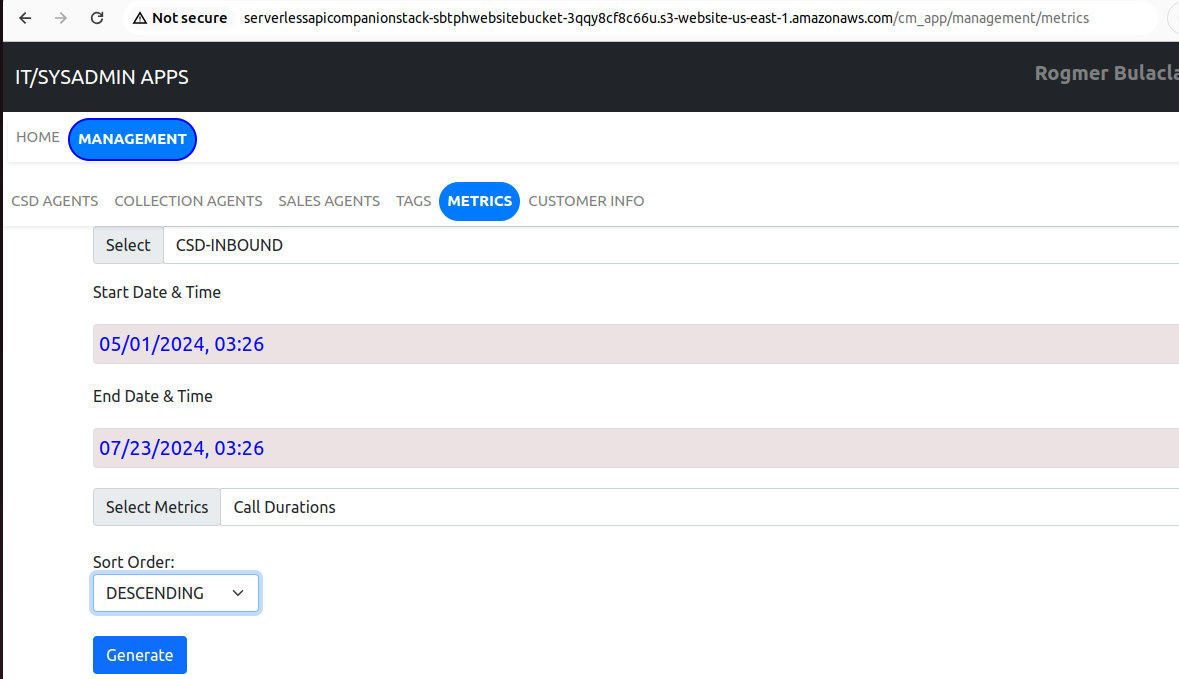 Not secure serverlessapicompanionstack-sbtphwebsitebucket-3qqy8cf8c66u.s3-website-us-east-1.amazonaws.com/cm_app/management/metrics
IT/SYSADMIN APPS Rogmer Bulacla
HOME MANAGEMENT
CSD AGENTS COLLECTION AGENTS SALES AGENTS TAGS METRICS CUSTOMER INFO
Select CSD-INBOUND
Start Date & Time
05/01/2024, 03:26
End Date & Time
07/23/2024, 03:26
Select Metrics Call Durations
Sort Order:
DESCENDING
Generate